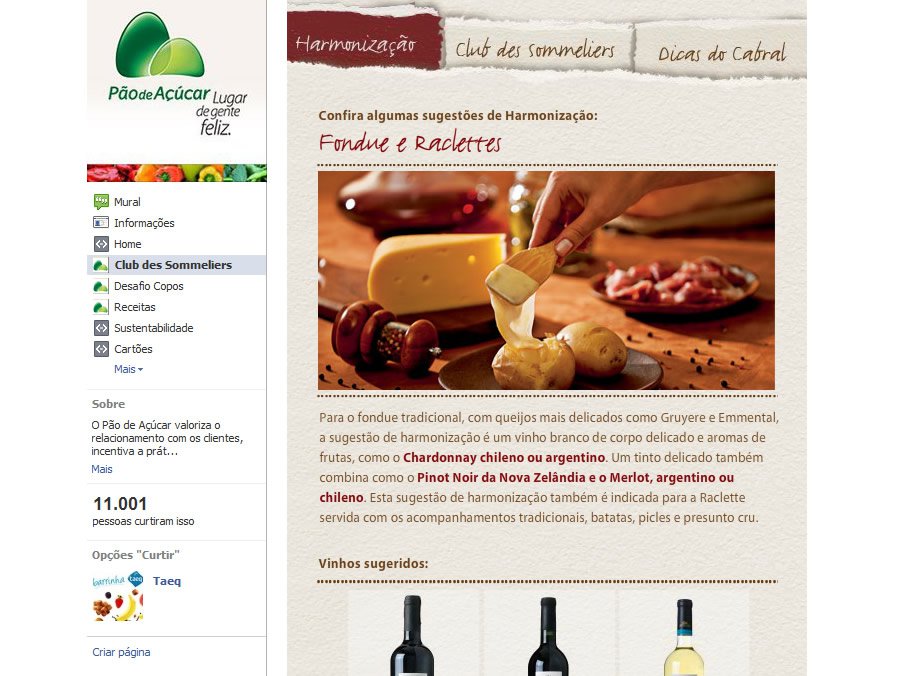 Pão de Açúcar Lugar
de gente
feliz.
Mural
Informações
Home
Club des Sommeliers
Desafio Copos
Receitas
Sustentabilidade
Cartões
Mais
Sobre
O Pão de Açúcar valoriza o
relacionamento com os clientes,
incentiva a prát...
Mais
11.001
pessoas curtiram isso
Opções "Curtir"
barrinha taeq
Taeq
Criar página
Harmonização
Club des Sommeliers
Dicas do Cabral
Confira algumas sugestões de Harmonização:
Fondue e Raclettes
Para o fondue tradicional, com queijos mais delicados como Gruyere e Emmental,
a sugestão de harmonização é um vinho branco de corpo delicado e aromas de
frutas, como o Chardonnay chileno ou argentino. Um tinto delicado também
combina como o Pinot Noir da Nova Zelândia e o Merlot, argentino ou
chileno. Esta sugestão de harmonização também é indicada para a Raclette
servida com os acompanhamentos tradicionais, batatas, picles e presunto cru.
Vinhos sugeridos: